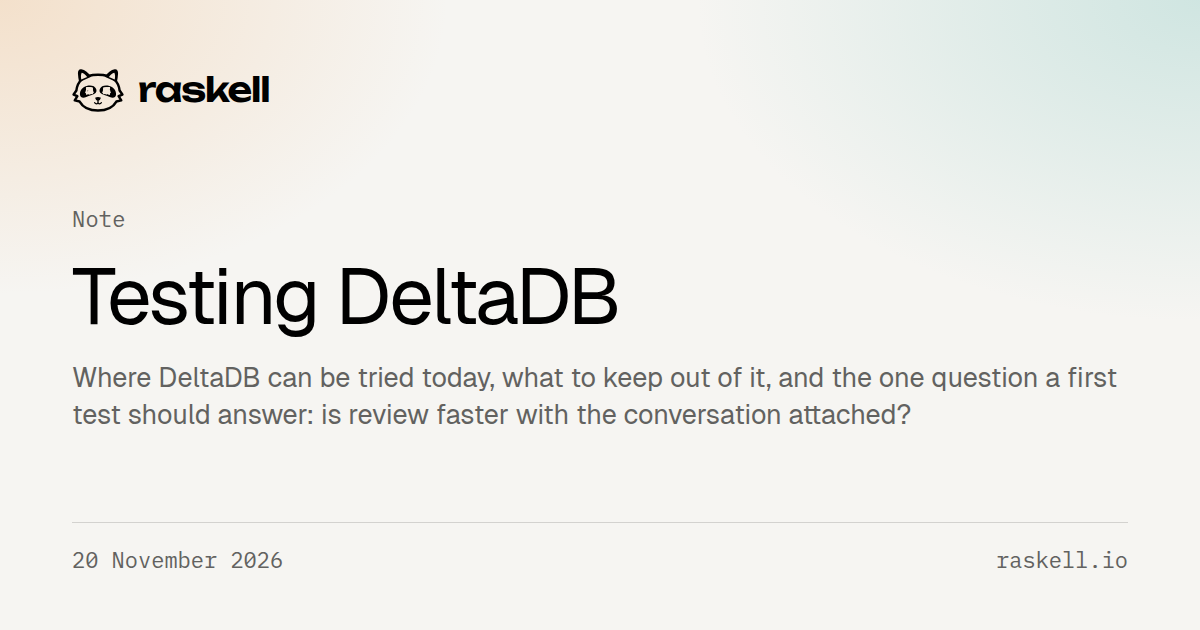 raskell
Note
Testing DeltaDB
Where DeltaDB can be tried today, what to keep out of it, and the one question a first
test should answer: is review faster with the conversation attached?
20 November 2026
raskell.io